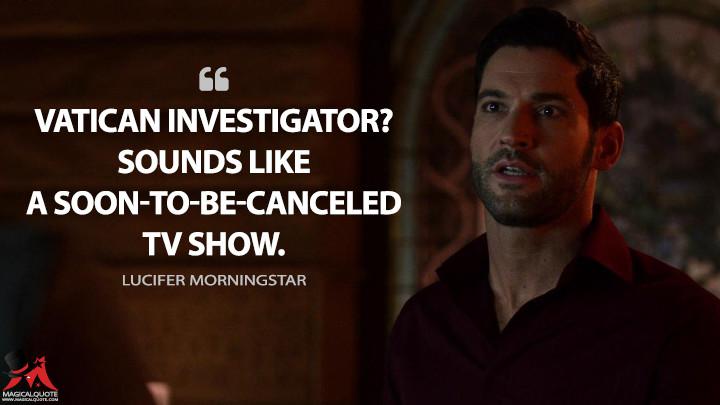 “
VATICAN INVESTIGATOR?
SOUNDS LIKE
A SOON-TO-BE-CANCELED
TV SHOW.
LUCIFER MORNINGSTAR
MAGICALQUOTE
WWW.MAGICALQUOTE.COM